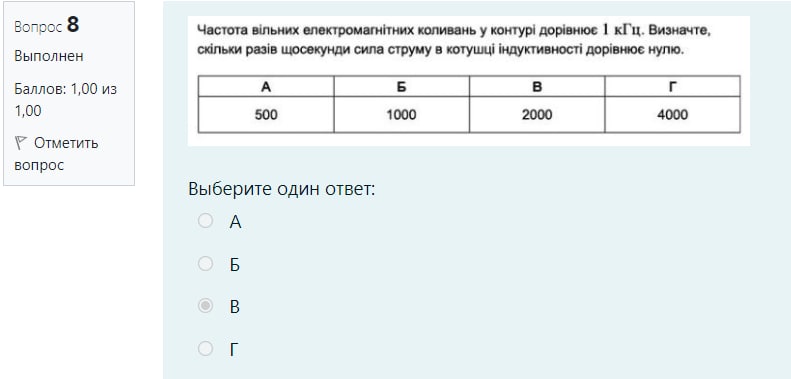 Вопрос 8
Выполнен
Баллов: 1,00 из
1,00
Отметить
вопрос
Частота вільних електромагнітних коливань у контурі дорівнює 1 кГц. Визначте,
скільки разів щосекунди сила струму в котушці індуктивності дорівнює нулю.
А Б В Г
500 1000 2000 4000
Выберите один ответ:
А
Б
В
Г